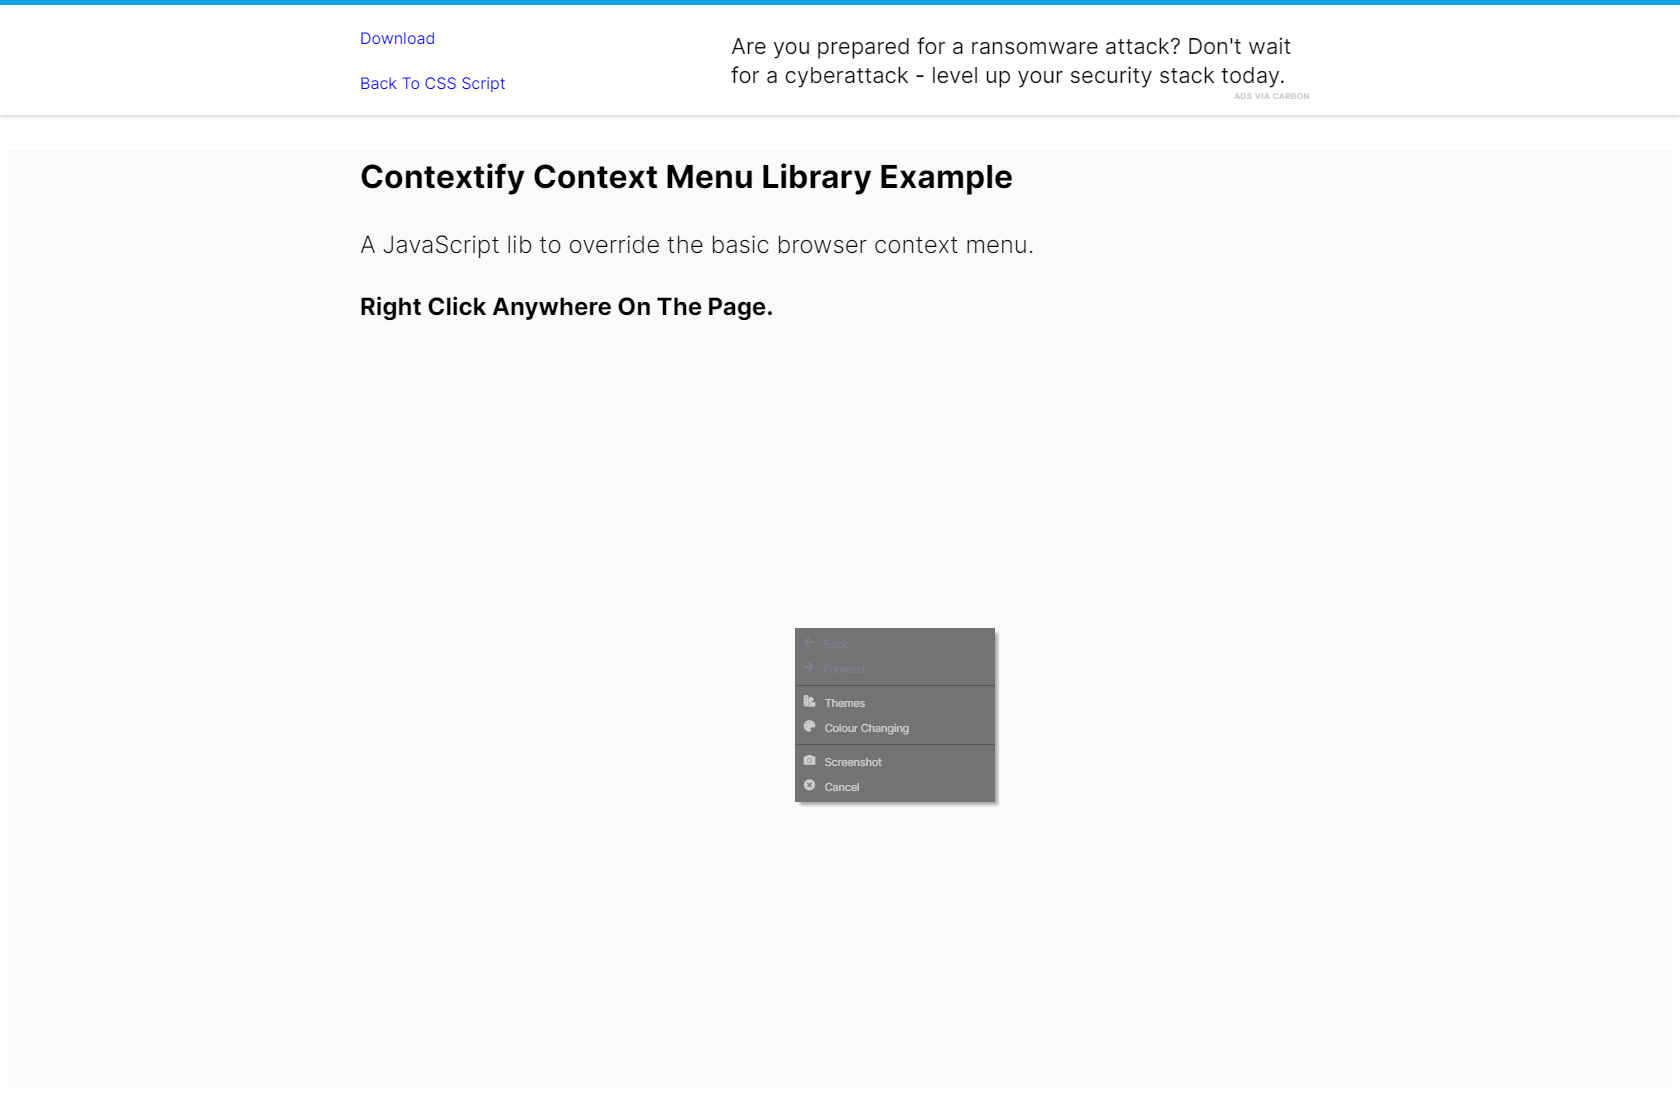 Download
Back To CSS Script
Are you prepared for a ransomware attack? Don't wait
for a cyberattack - level up your security stack today.
ADS VIA CARBON
Contextify Context Menu Library Example
A JavaScript lib to override the basic browser context menu.
Right Click Anywhere On The Page.
Back
Forward
Themes
Colour Changing
Screenshot
Cancel